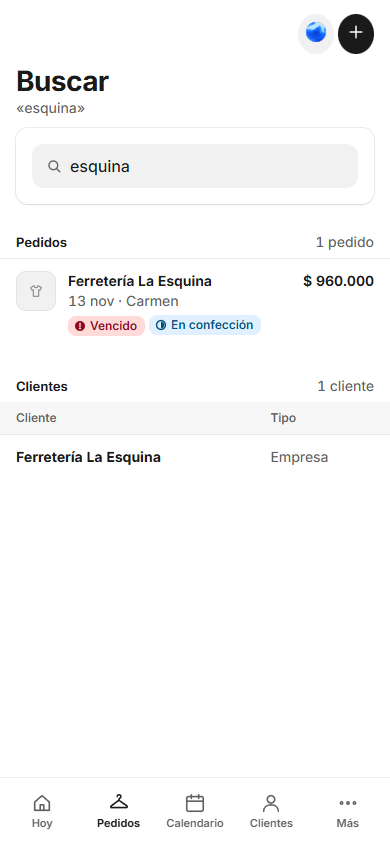 Buscar
«esquina»
esquina
Pedidos 1 pedido
Ferretería La Esquina $ 960.000
13 nov · Carmen
Vencido En confección
Clientes 1 cliente
Cliente Tipo
Ferretería La Esquina Empresa
Hoy Pedidos Calendario Clientes Más